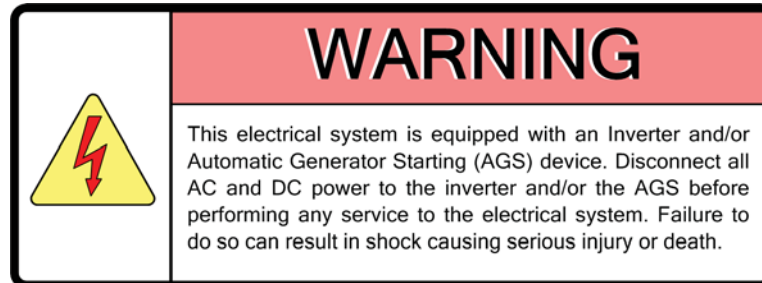 WARNING
This electrical system is equipped with an Inverter and/or
Automatic Generator Starting (AGS) device. Disconnect all
AC and DC power to the inverter and/or the AGS before
performing any service to the electrical system. Failure to
do so can result in shock causing serious injury or death.